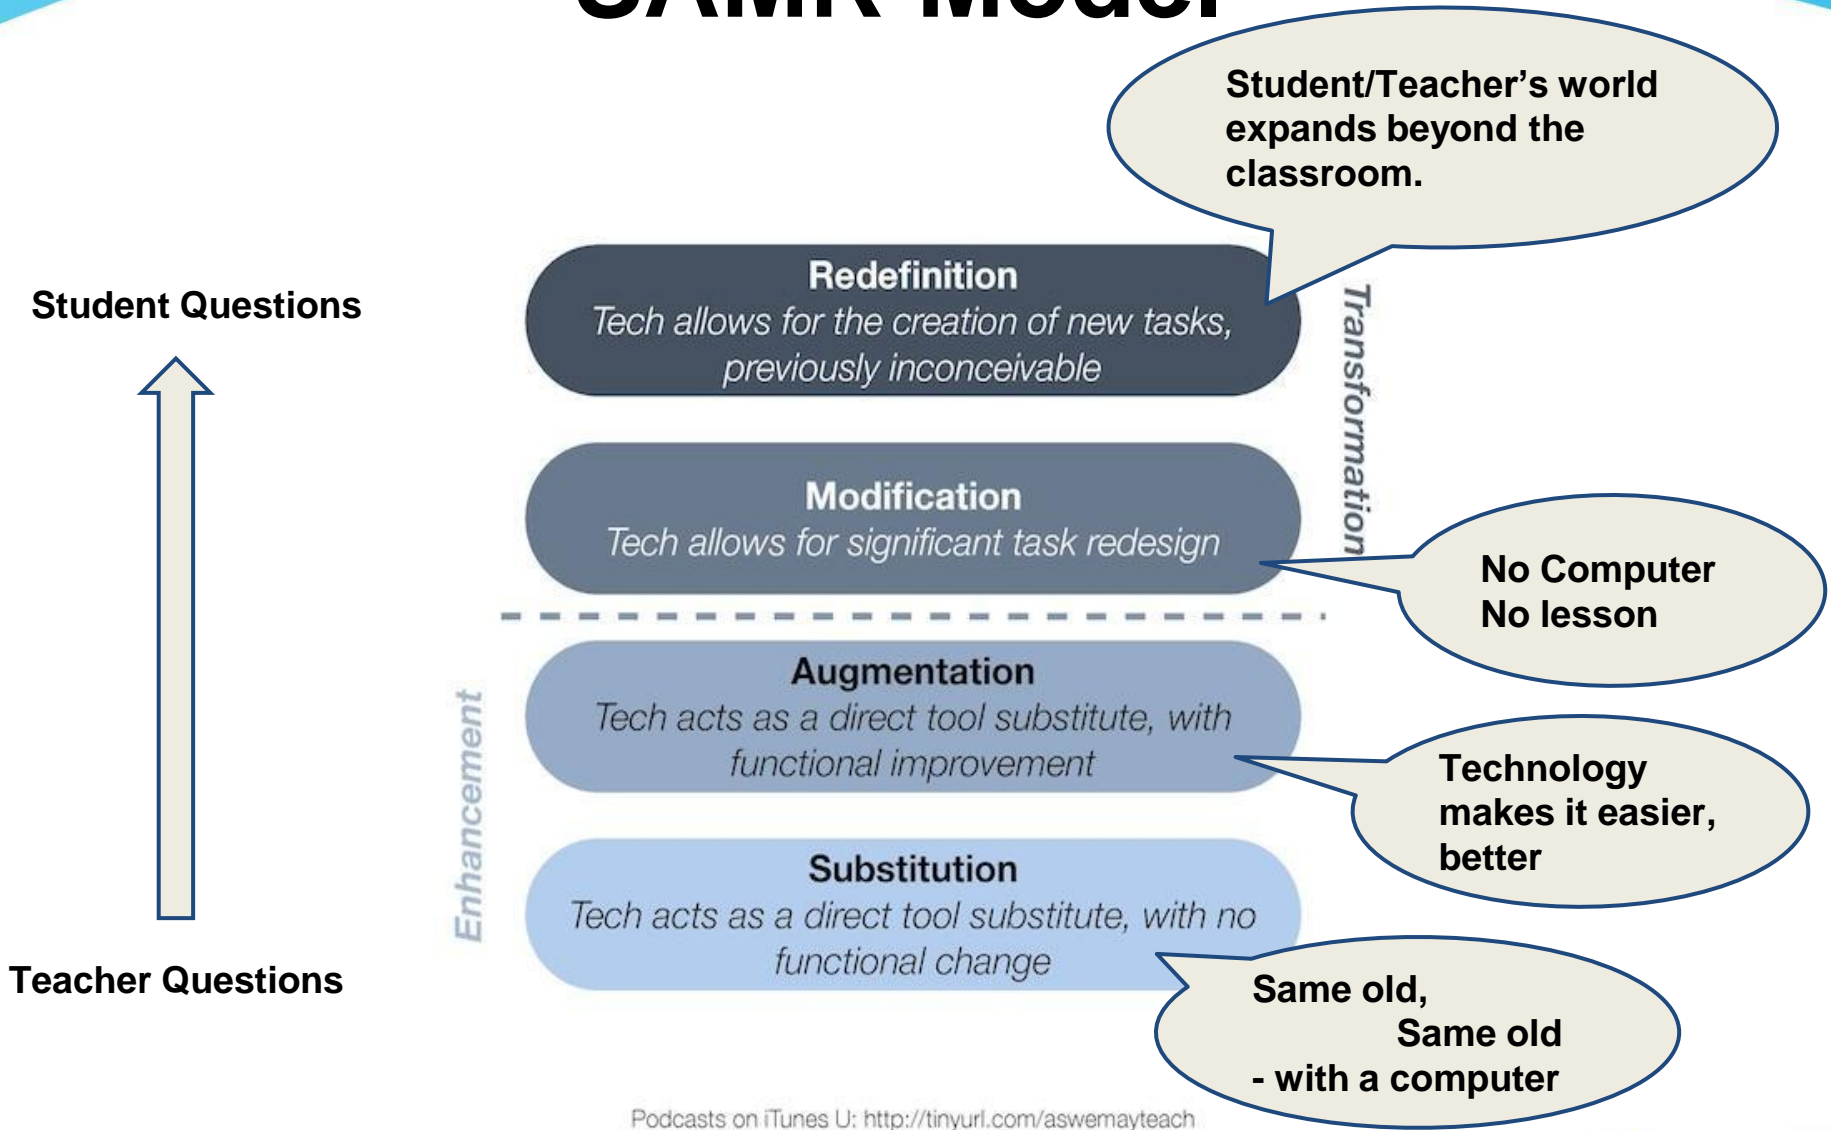 SAMR Model
Student/Teacher's world
expands beyond the
classroom.
Student Questions
Redefinition
Tech allows for the creation of new tasks,
previously inconceivable
Transformation
Modification
Tech allows for significant task redesign
No Computer
No lesson
Augmentation
Tech acts as a direct tool substitute, with
functional improvement
Enhancement
Technology
makes it easier,
better
Substitution
Tech acts as a direct tool substitute, with no
functional change
Teacher Questions
Same old,
Same old
- with a computer
Podcasts on iTunes U: http://tinyurl.com/aswemayteach